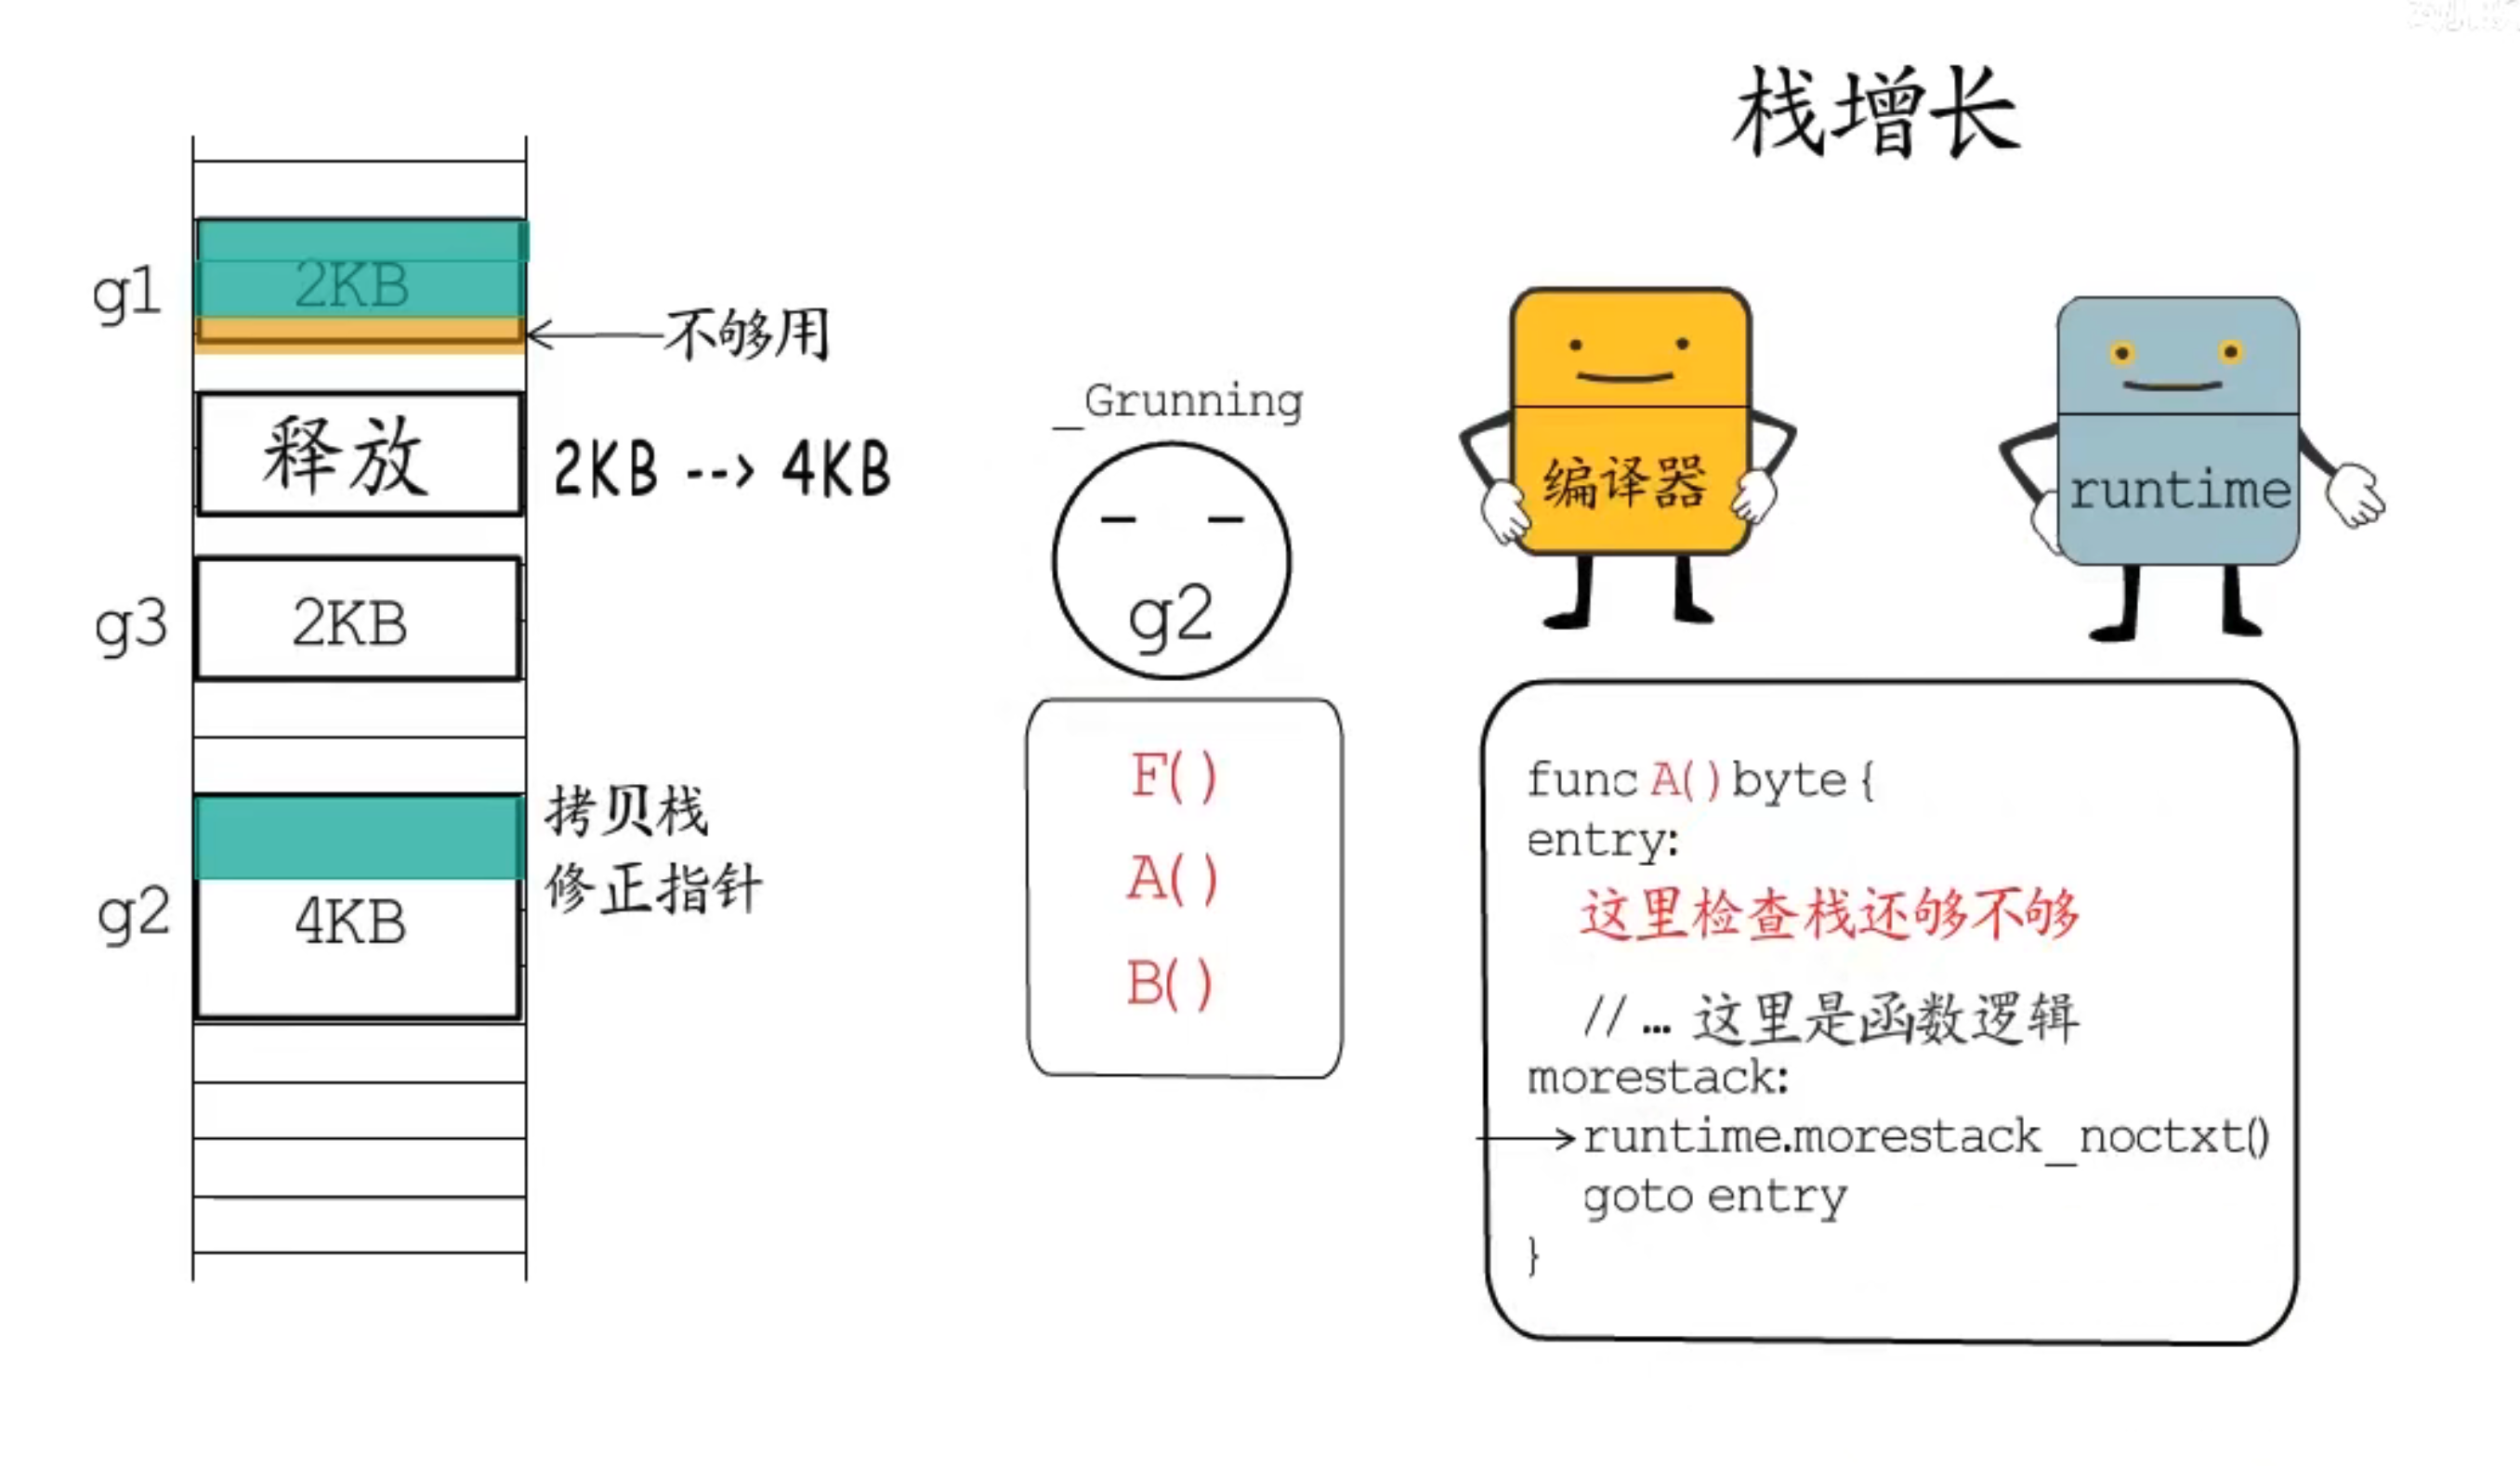 栈增长
g1
2KB
不够用
释放
2KB --> 4KB
g3
2KB
拷贝栈
修正指针
g2
4KB
_Grunning
g2
F()
A()
B()
编译器
runtime
func A() byte {
entry:
这里检查栈还够不够
// … 这里是函数逻辑
morestack:
runtime.morestack_noctxt()
goto entry
}